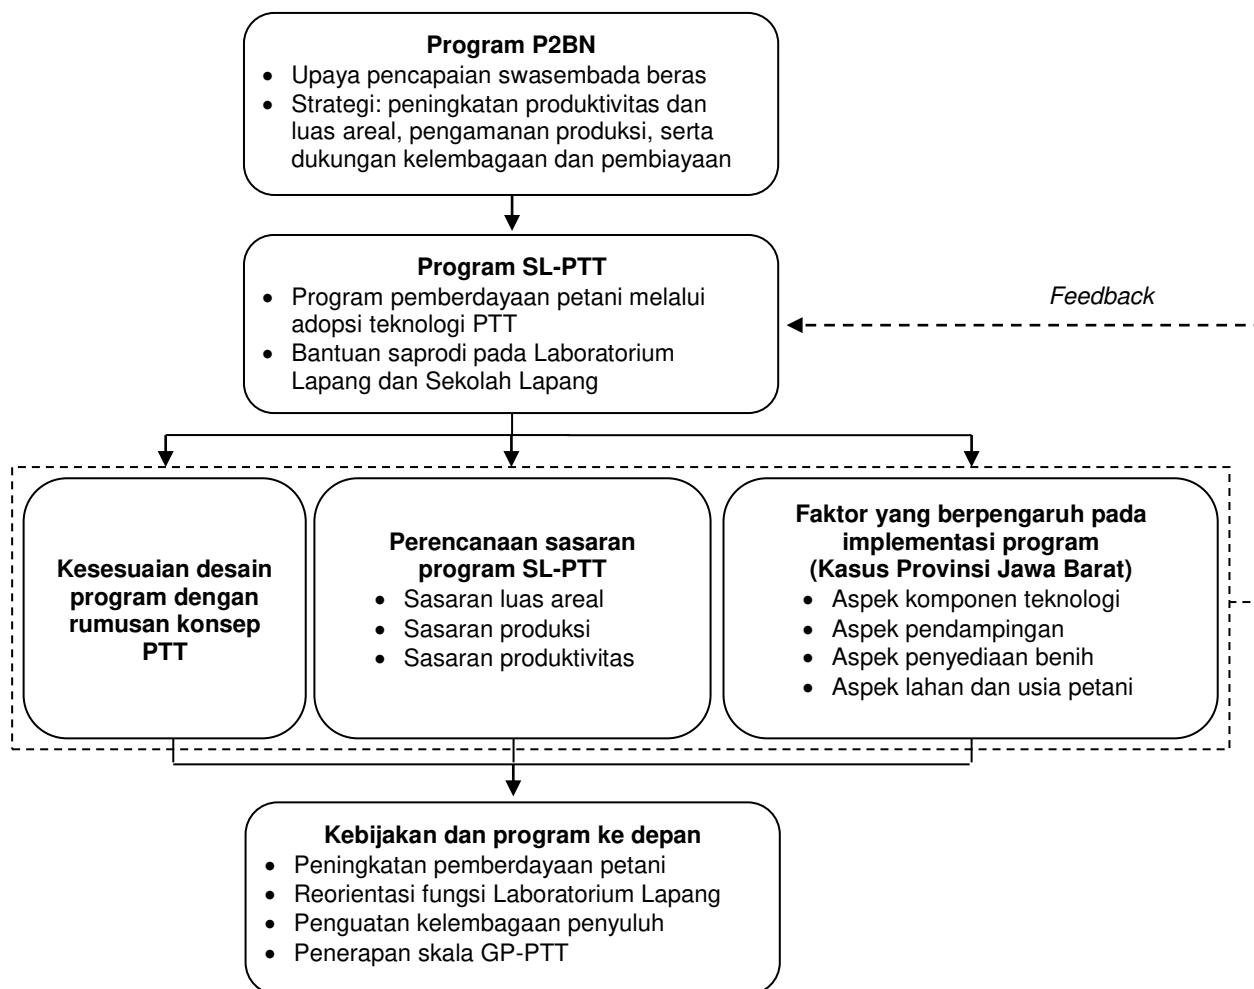 Program P2BN
• Upaya pencapaian swasembada beras
• Strategi: peningkatan produktivitas dan
luas areal, pengamanan produksi, serta
dukungan kelembagaan dan pembiayaan
Program SL-PTT
• Program pemberdayaan petani melalui
adopsi teknologi PTT
• Bantuan saprodi pada Laboratorium
Lapang dan Sekolah Lapang
Feedback
Kesesuaian desain
program dengan
rumusan konsep
PTT
Perencanaan sasaran
program SL-PTT
• Sasaran luas areal
• Sasaran produksi
• Sasaran produktivitas
Faktor yang berpengaruh pada
implementasi program
(Kasus Provinsi Jawa Barat)
• Aspek komponen teknologi
• Aspek pendampingan
• Aspek penyediaan benih
• Aspek lahan dan usia petani
Kebijakan dan program ke depan
• Peningkatan pemberdayaan petani
• Reorientasi fungsi Laboratorium Lapang
• Penguatan kelembagaan penyuluh
• Penerapan skala GP-PTT